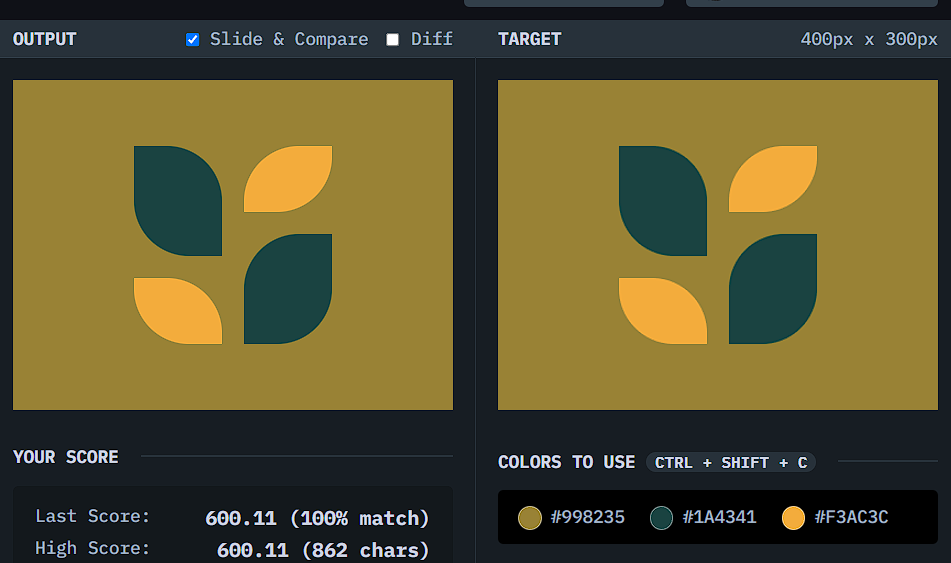 OUTPUT
Slide & Compare
Diff
TARGET
400px x 300px
YOUR SCORE
Last Score: 600.11 (100% match)
High Score: 600.11 (862 chars)
COLORS TO USE CTRL + SHIFT + C
#998235 #1A4341 #F3AC3C